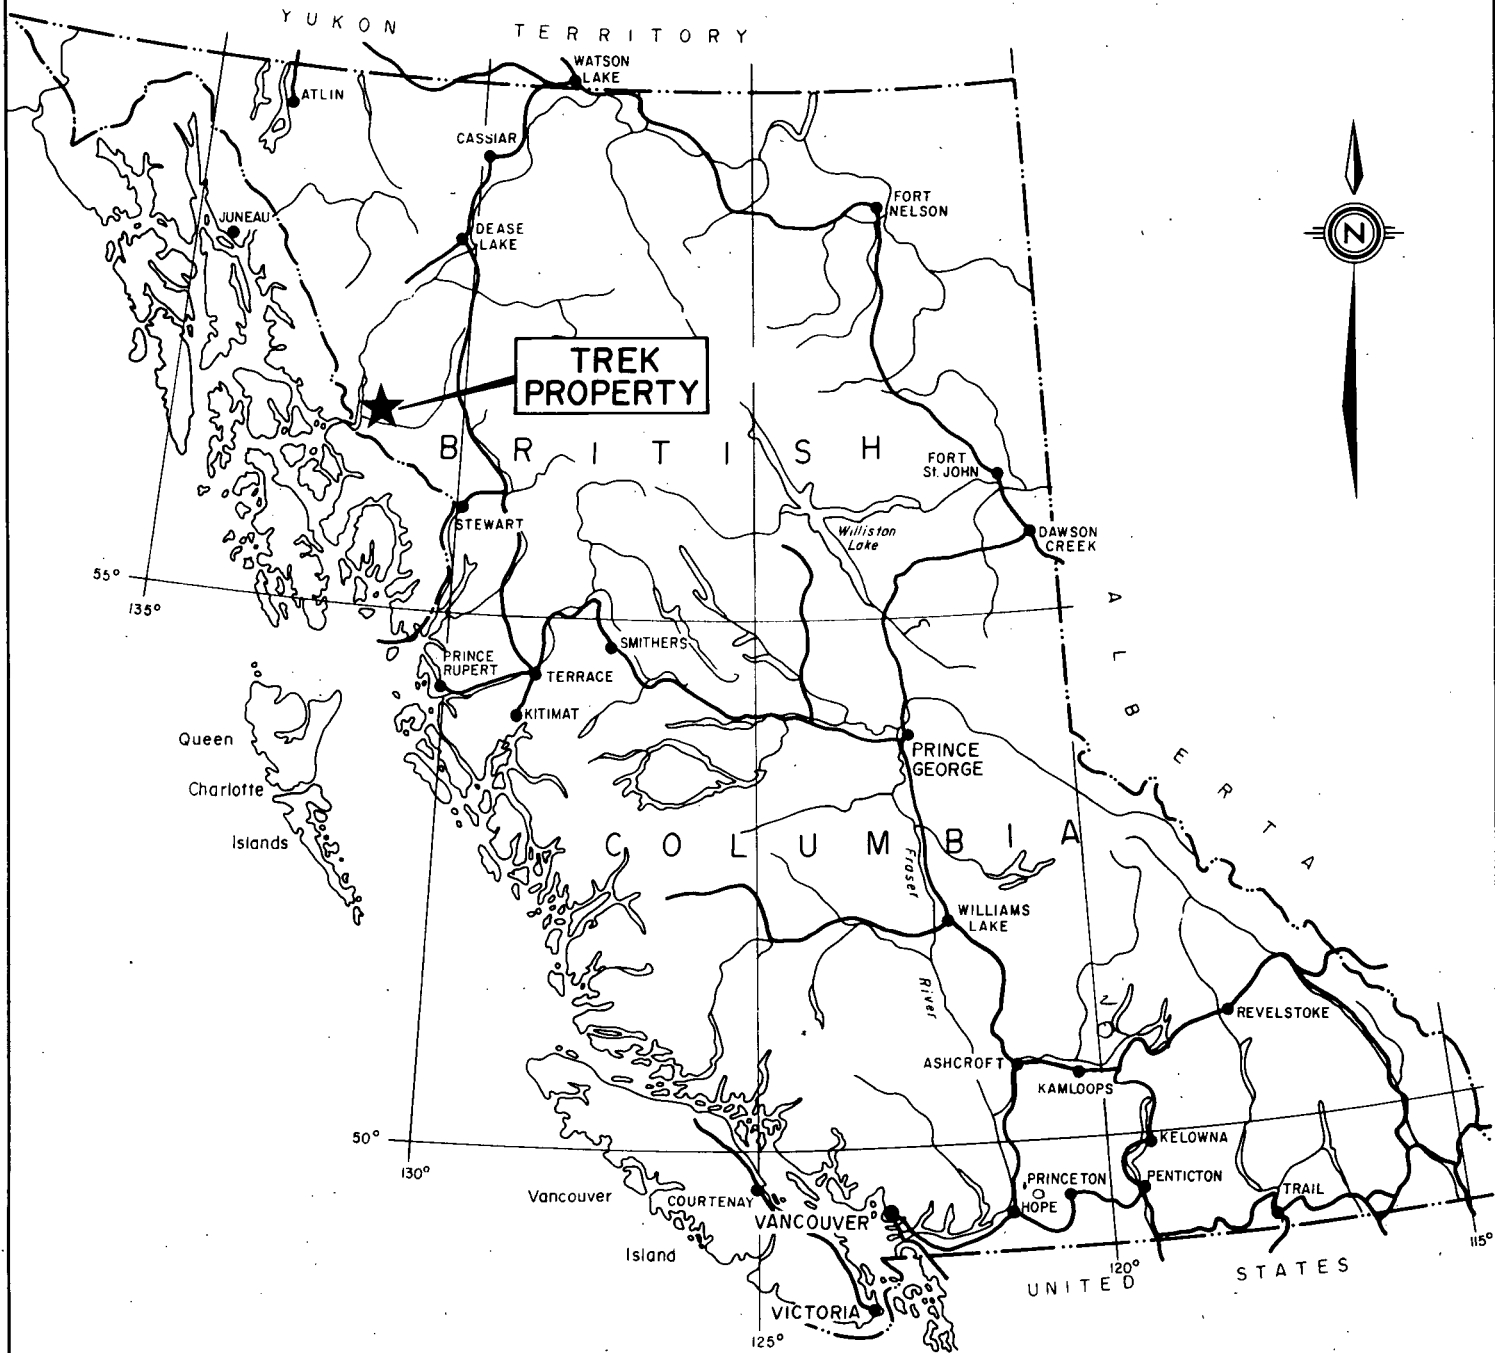 YUKON TERRITORY
WATSON
LAKE
ATLIN
CASSIAR
FORT
NELSON
JUNEAU
DEASE
LAKE
N
TREK
PROPERTY
BRITISH
FORT
St. JOHN
STEWART
Williston
Lake
DAWSON
CREEK
55°
135°
ALBERTA
SMITHERS
PRINCE
RUPERT
TERRACE
KITIMAT
Queen
Charlotte
Islands
PRINCE
GEORGE
COLUMBIA
Fraser
River
WILLIAMS
LAKE
REVELSTOKE
ASHCROFT
KAMLOOPS
50°
130°
KELOWNA
PRINCETON
PENTICTON
TRAIL
HOPE
Vancouver
Island
COURTENAY
VANCOUVER
VICTORIA
125°
120°
115°
UNITED STATES